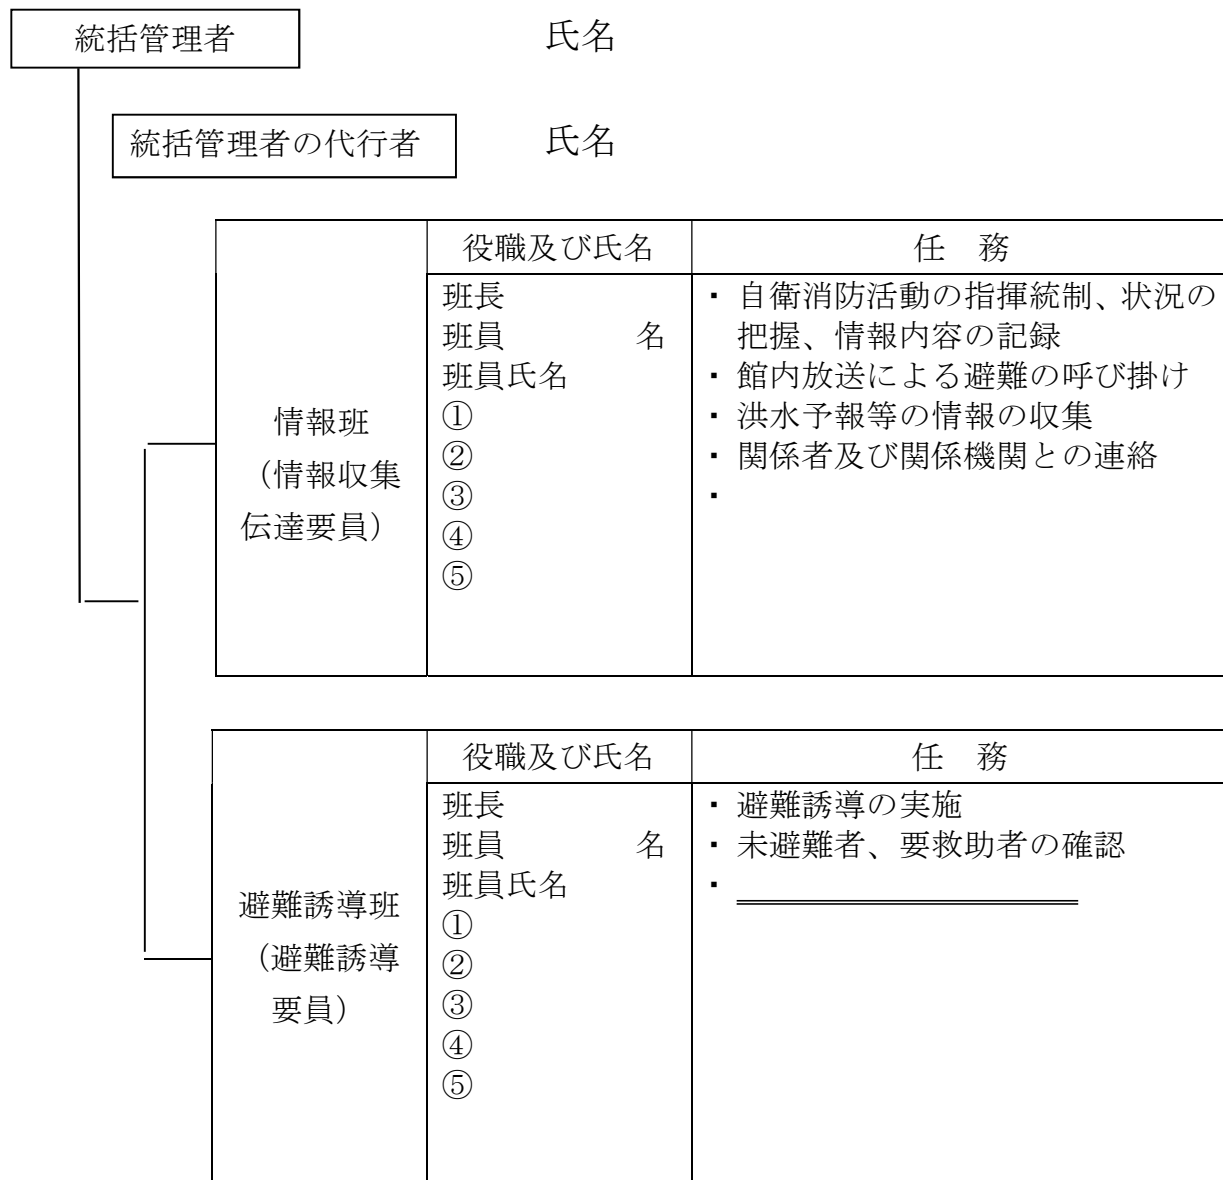 統括管理者　氏名
統括管理者の代行者　氏名
情報班
（情報収集
伝達要員）
役職及び氏名
班長
班員　名
班員氏名
①
②
③
④
⑤
任　務
・ 自衛消防活動の指揮統制、状況の
把握、情報内容の記録
・ 館内放送による避難の呼び掛け
・ 洪水予報等の情報の収集
・ 関係者及び関係機関との連絡
・
避難誘導班
（避難誘導
要員）
役職及び氏名
班長
班員　名
班員氏名
①
②
③
④
⑤
任　務
・ 避難誘導の実施
・ 未避難者、要救助者の確認
・